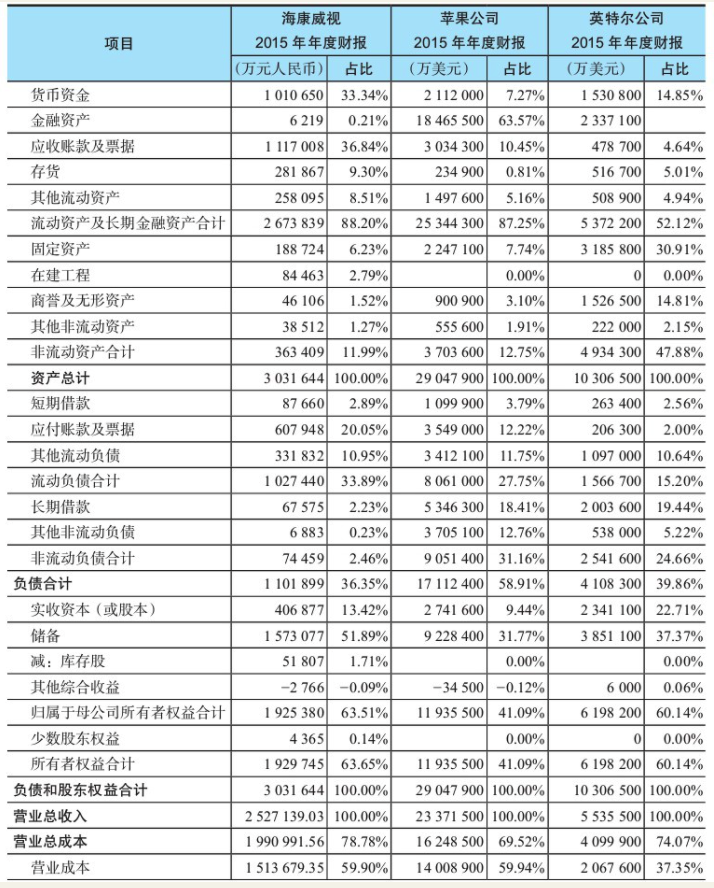 项目 海康威视 苹果公司 英特尔公司
2015年年度财报 2015年年度财报 2015年年度财报
(万元人民币) 占比 (万美元) 占比 (万美元) 占比
货币资金 1 010 650 33.34% 2 112 000 7.27% 1 530 800 14.85%
金融资产 6 219 0.21% 18 465 500 63.57% 2 337 100
应收账款及票据 1 117 008 36.84% 3 034 300 10.45% 478 700 4.64%
存货 281 867 9.30% 234 900 0.81% 516 700 5.01%
其他流动资产 258 095 8.51% 1 497 600 5.16% 508 900 4.94%
流动资产及长期金融资产合计 2 673 839 88.20% 25 344 300 87.25% 5 372 200 52.12%
固定资产 188 724 6.23% 2 247 100 7.74% 3 185 800 30.91%
在建工程 84 463 2.79% 0.00% 0 0.00%
商誉及无形资产 46 106 1.52% 900 900 3.10% 1 526 500 14.81%
其他非流动资产 38 512 1.27% 555 600 1.91% 222 000 2.15%
非流动资产合计 363 409 11.99% 3 703 600 12.75% 4 934 300 47.88%
资产总计 3 031 644 100.00% 29 047 900 100.00% 10 306 500 100.00%
短期借款 87 660 2.89% 1 099 900 3.79% 263 400 2.56%
应付账款及票据 607 948 20.05% 3 549 000 12.22% 206 300 2.00%
其他流动负债 331 832 10.95% 3 412 100 11.75% 1 097 000 10.64%
流动负债合计 1 027 440 33.89% 8 061 000 27.75% 1 566 700 15.20%
长期借款 67 575 2.23% 5 346 300 18.41% 2 003 600 19.44%
其他非流动负债 6 883 0.23% 3 705 100 12.76% 538 000 5.22%
非流动负债合计 74 459 2.46% 9 051 400 31.16% 2 541 600 24.66%
负债合计 1 101 899 36.35% 17 112 400 58.91% 4 108 300 39.86%
实收资本(或股本) 406 877 13.42% 2 741 600 9.44% 2 341 100 22.71%
储备 1 573 077 51.89% 9 228 400 31.77% 3 851 100 37.37%
减：库存股 51 807 1.71% 0.00% 0.00%
其他综合收益 −2 766 −0.09% −34 500 −0.12% 6 000 0.06%
归属于母公司所有者权益合计 1 925 380 63.51% 11 935 500 41.09% 6 198 200 60.14%
少数股东权益 4 365 0.14% 0.00% 0 0.00%
所有者权益合计 1 929 745 63.65% 11 935 500 41.09% 6 198 200 60.14%
负债和股东权益合计 3 031 644 100.00% 29 047 900 100.00% 10 306 500 100.00%
营业总收入 2 527 139.03 100.00% 23 371 500 100.00% 5 535 500 100.00%
营业总成本 1 990 991.56 78.78% 16 248 500 69.52% 4 099 900 74.07%
营业成本 1 513 679.35 59.90% 14 008 900 59.94% 2 067 600 37.35%